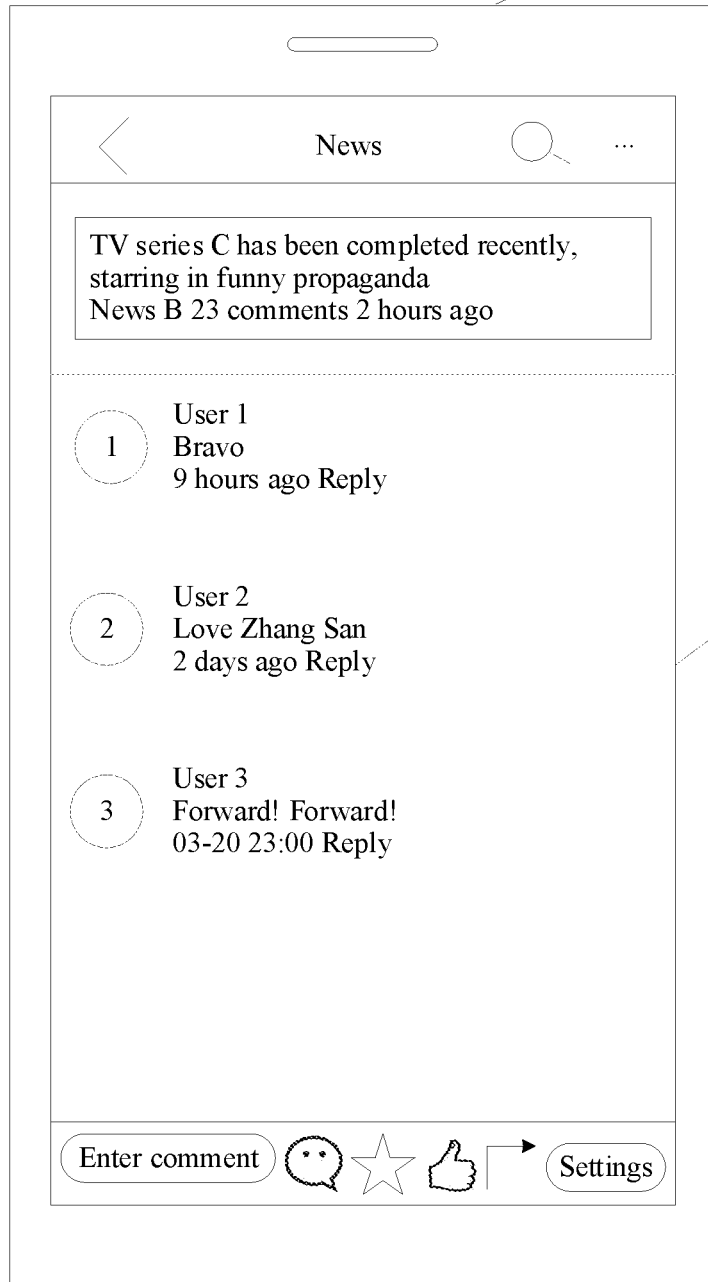 News ...
TV series C has been completed recently,
starring in funny propaganda
News B 23 comments 2 hours ago
1
User 1
Bravo
9 hours ago Reply
2
User 2
Love Zhang San
2 days ago Reply
3
User 3
Forward! Forward!
03-20 23:00 Reply
Enter comment
Settings